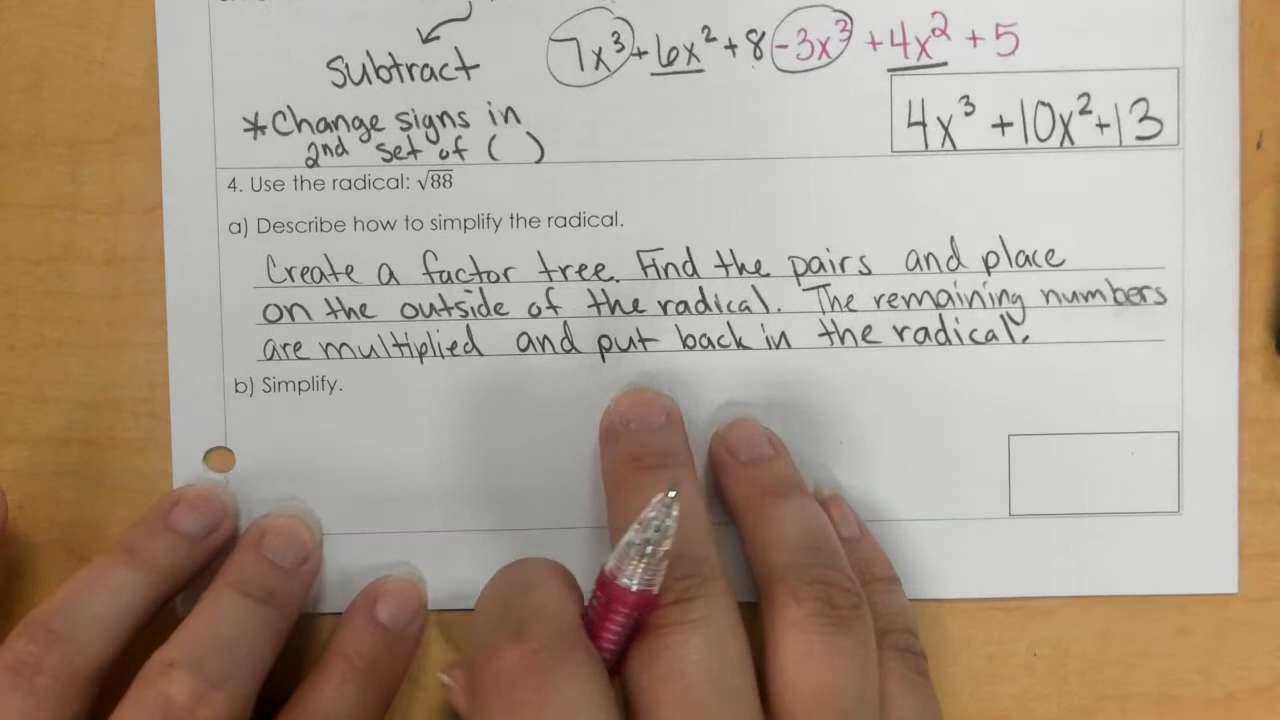 7x³ + 6x² + 8 - 3x³ + 4x² + 5
Subtract
4x³ + 10x² + 13
*Change signs in
2nd set of ( )
4. Use the radical: √88
a) Describe how to simplify the radical.
Create a factor tree. Find the pairs and place
on the outside of the radical. The remaining numbers
are multiplied and put back in the radical.
b) Simplify.